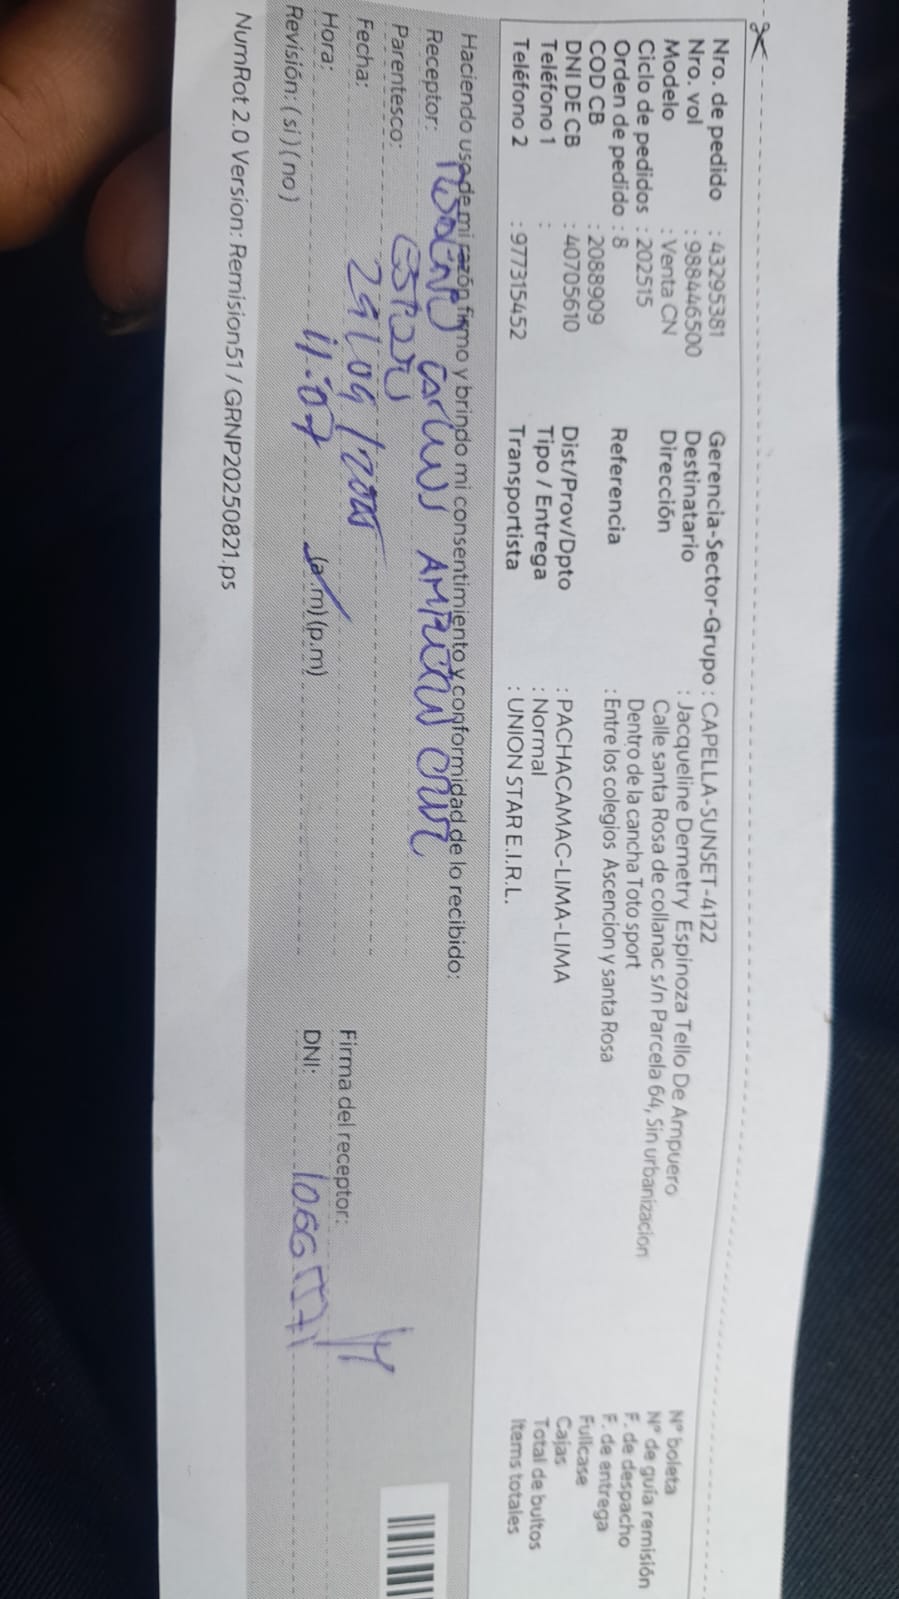 Nro. de pedido : 43295381
Nro. vol : 988446500
Modelo : Venta CN
Ciclo de pedidos : 202515
Orden de pedido : 8
COD CB : 2088909
DNI DE CB : 40705610
Teléfono 1 :
Teléfono 2 : 977315452
Gerencia-Sector-Grupo : CAPELLA-SUNSET-4122
Destinatario : Jacqueline Demetry Espinoza Tello De Ampuero
Dirección Calle santa Rosa de collanac s/n Parcela 64, Sin urbanizacion
Dentro de la cancha Toto sport
Referencia : Entre los colegios Ascencion y santa Rosa
Dist/Prov/Dpto : PACHACAMAC-LIMA-LIMA
Tipo / Entrega : Normal
Transportista : UNION STAR E.I.R.L.
N° boleta
N° de guía remisión
F. de despacho
F. de entrega
Fullcase
Cajas
Total de bultos
Items totales
Haciendo uso de mi razón firmo y brindo mi consentimiento y conformidad de lo recibido:
Receptor: Carlos
Parentesco: Esposo
Fecha: 29/09/2025
Hora: 11:07 (a.m) (p.m)
Revisión: (si) (no)
Firma del receptor:
DNI:
NumRot 2.0 Version: Remision51 / GRNP20250821.ps